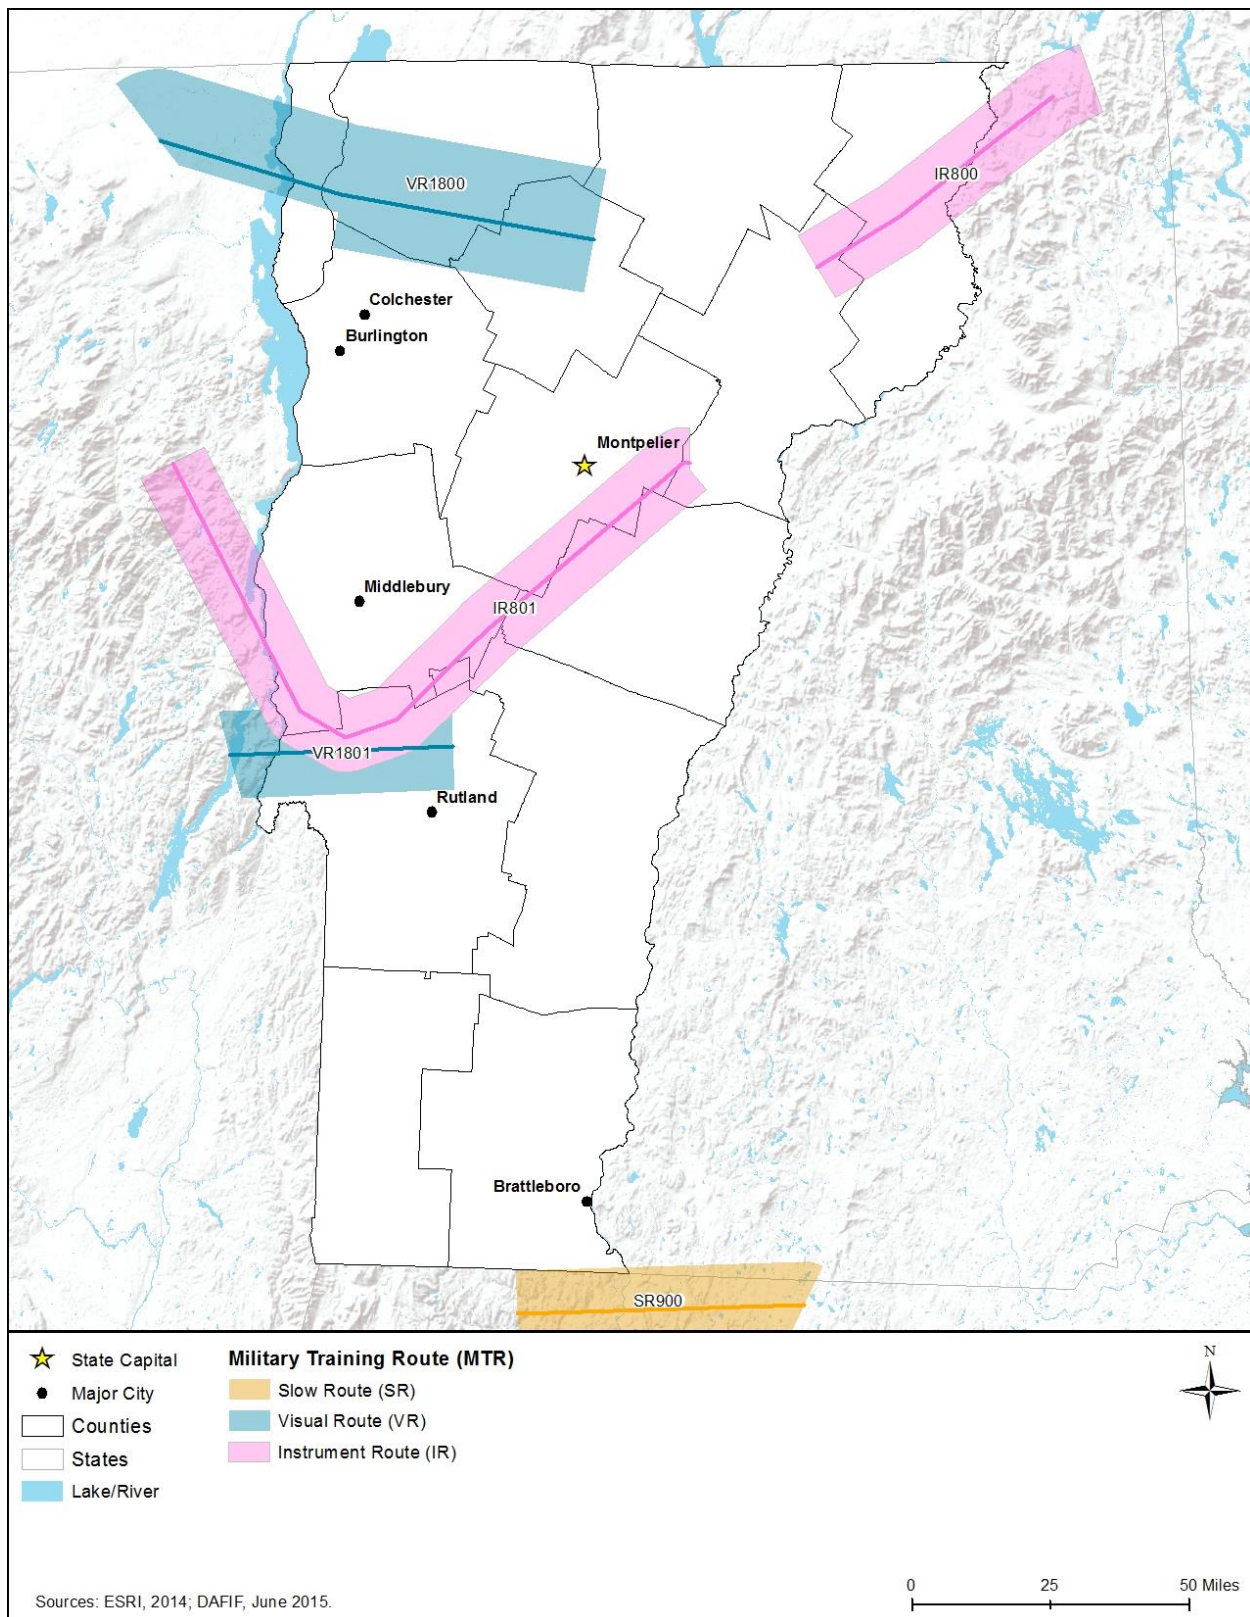 VR1800
IR800
Colchester
Burlington
Montpelier
Middlebury
IR801
VR1801
Rutland
Brattleboro
SR900
State Capital
Major City
Counties
States
Lake/River
Military Training Route (MTR)
Slow Route (SR)
Visual Route (VR)
Instrument Route (IR)
N
0 25 50 Miles
Sources: ESRI, 2014; DAFIF, June 2015.